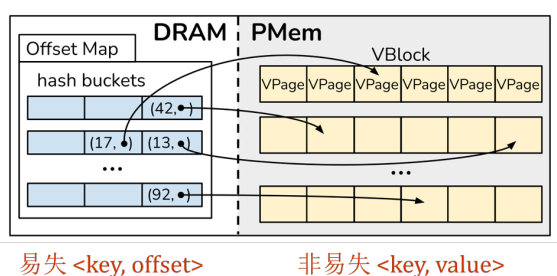 DRAM PMem
Offset Map
VBlock
hash buckets
VPage VPage VPage VPage VPage VPage
(42, )
(17, ) (13, )
...
...
(92, )
易失 <key, offset>
非易失 <key, value>